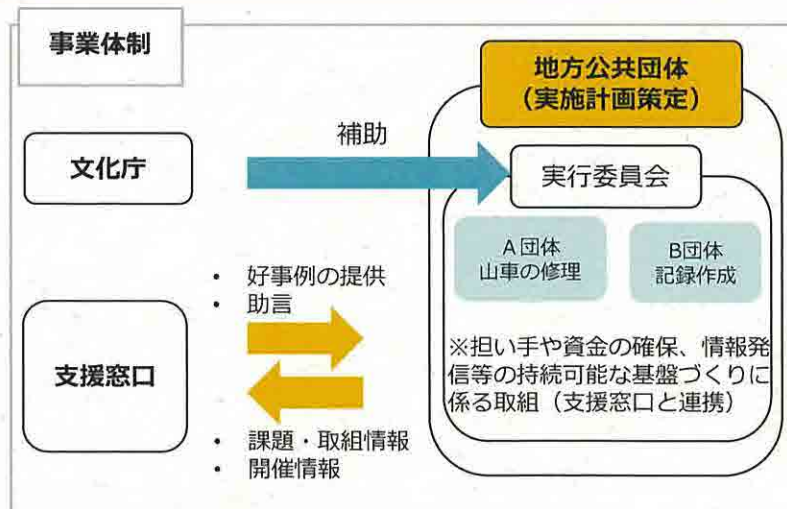 事業体制
地方公共団体
（実施計画策定）
補助
文化庁
実行委員会
A団体
山車の修理
B団体
記録作成
• 好事例の提供
• 助言
支援窓口
※担い手や資金の確保、情報発
信等の持続可能な基盤づくりに
係る取組（支援窓口と連携）
• 課題・取組情報
• 開催情報